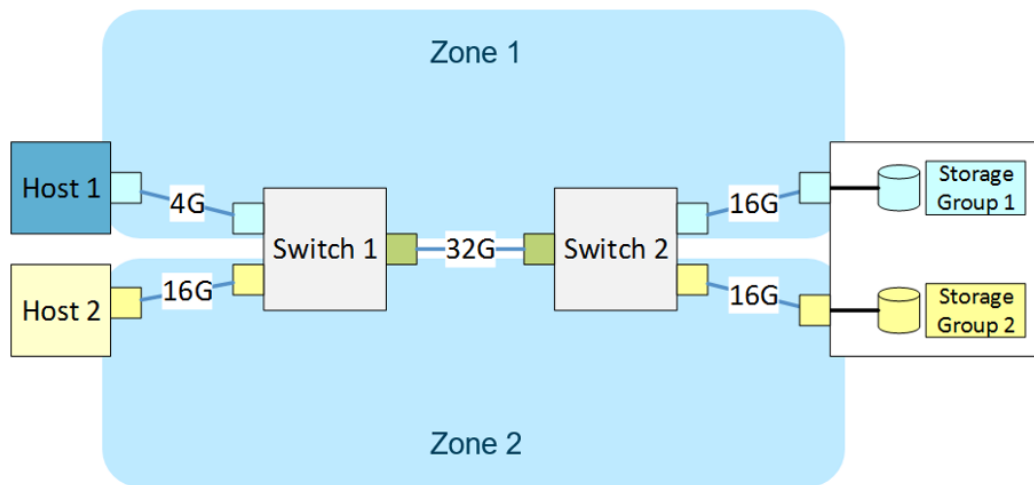 Zone 1
Host 1
4G
Switch 1
32G
Switch 2
16G
Storage
Group 1
Host 2
16G
16G
Storage
Group 2
Zone 2